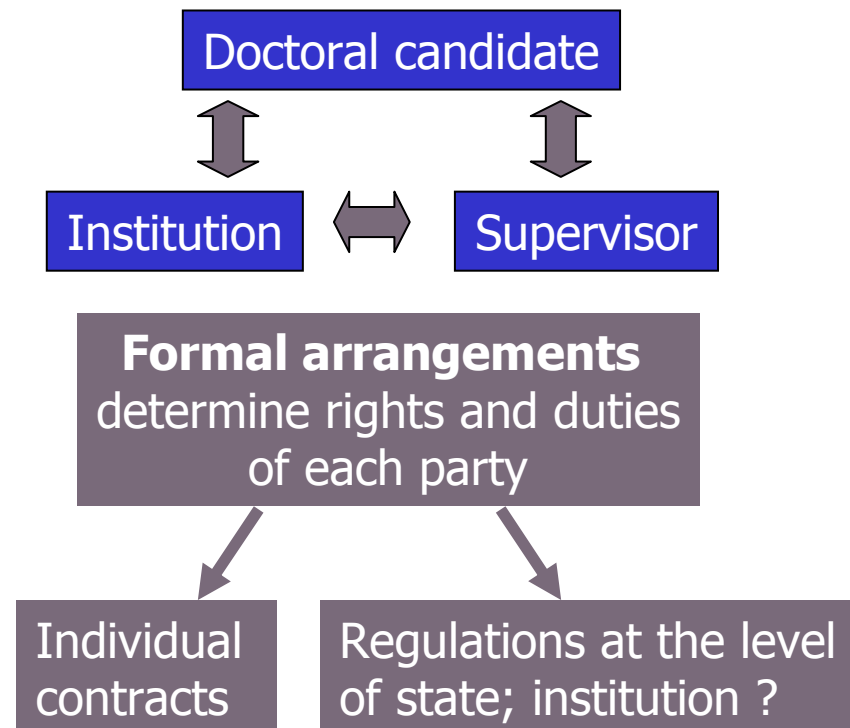 Doctoral candidate
Institution
Supervisor
Formal arrangements
determine rights and duties
of each party
Individual
contracts
Regulations at the level
of state; institution ?